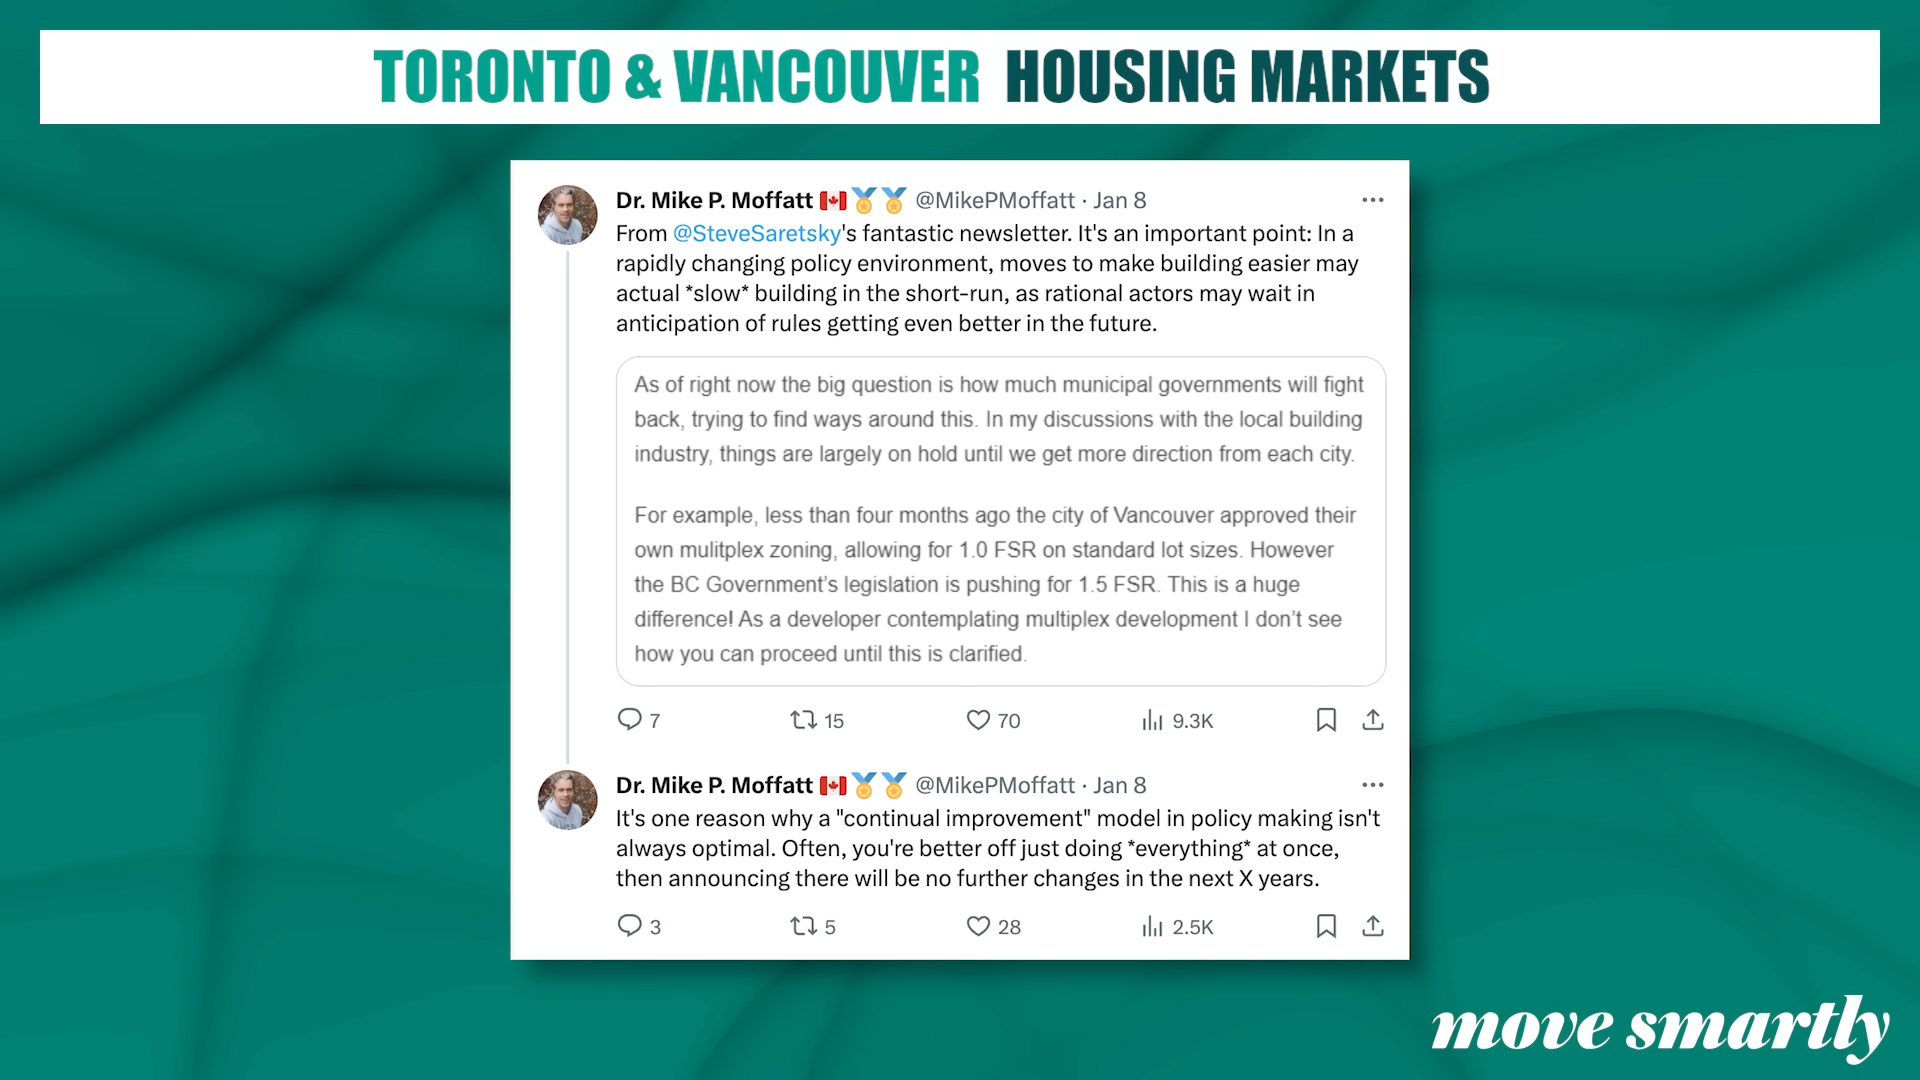 TORONTO & VANCOUVER HOUSING MARKETS
Dr. Mike P. Moffatt 🇨🇦🏅🏅 @MikePMoffatt · Jan 8
From @SteveSaretsky's fantastic newsletter. It's an important point: In a
rapidly changing policy environment, moves to make building easier may
actual *slow* building in the short-run, as rational actors may wait in
anticipation of rules getting even better in the future.
As of right now the big question is how much municipal governments will fight
back, trying to find ways around this. In my discussions with the local building
industry, things are largely on hold until we get more direction from each city.
For example, less than four months ago the city of Vancouver approved their
own mulitplex zoning, allowing for 1.0 FSR on standard lot sizes. However
the BC Government's legislation is pushing for 1.5 FSR. This is a huge
difference! As a developer contemplating multiplex development I don't see
how you can proceed until this is clarified.
7 15 70 9.3K
Dr. Mike P. Moffatt 🇨🇦🏅🏅 @MikePMoffatt · Jan 8
It's one reason why a "continual improvement" model in policy making isn't
always optimal. Often, you're better off just doing *everything* at once,
then announcing there will be no further changes in the next X years.
3 5 28 2.5K
move smartly